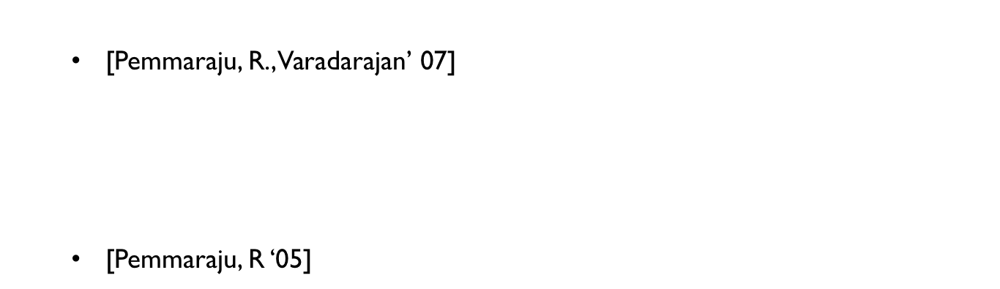 • [Pemmaraju, R., Varadarajan’ 07]
• [Pemmaraju, R ‘05]